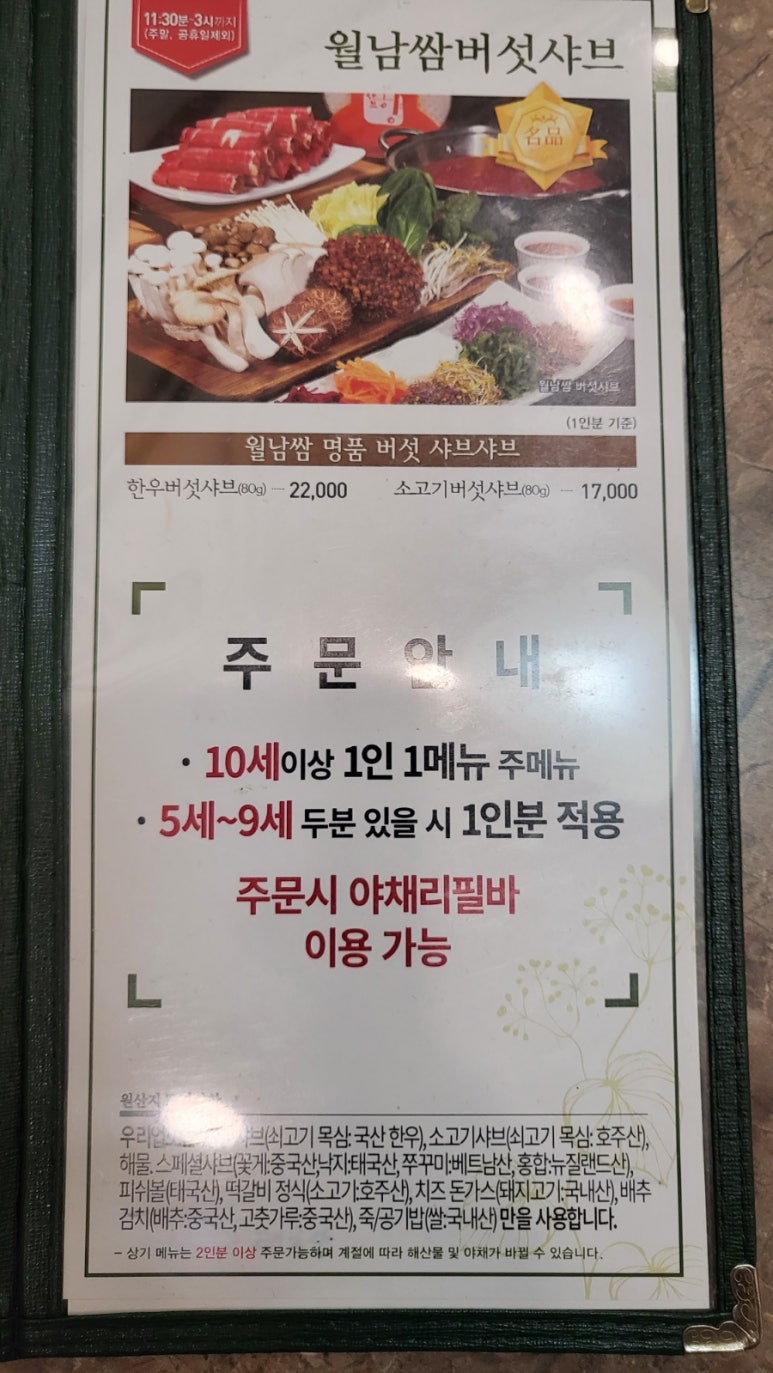 11:30분~3시까지
(주말, 공휴일제외)
월남쌈버섯샤브
名品
월남쌈 버섯샤브
(1인분 기준)
월남쌈 명품 버섯 샤브샤브
한우버섯샤브(80g) — 22,000 소고기버섯샤브(80g) — 17,000
주 문 안 내
· 10세이상 1인 1메뉴 주메뉴
· 5세~9세 두분 있을 시 1인분 적용
주문시 야채리필바
이용 가능
원산지
(쇠고기 목심: 국산 한우), 소고기샤브(쇠고기 목심: 호주산),
해물. 스페셜샤브(꽃게:중국산,낙지:태국산, 쭈꾸미:베트남산, 홍합:뉴질랜드산),
피쉬볼(태국산), 떡갈비 정식(소고기:호주산), 치즈 돈가스(돼지고기:국내산), 배추
김치(배추:중국산, 고춧가루:중국산), 죽/공기밥(쌀:국내산) 만을 사용합니다.
- 상기 메뉴는 2인분 이상 주문가능하며 계절에 따라 해산물 및 야채가 바뀔 수 있습니다.